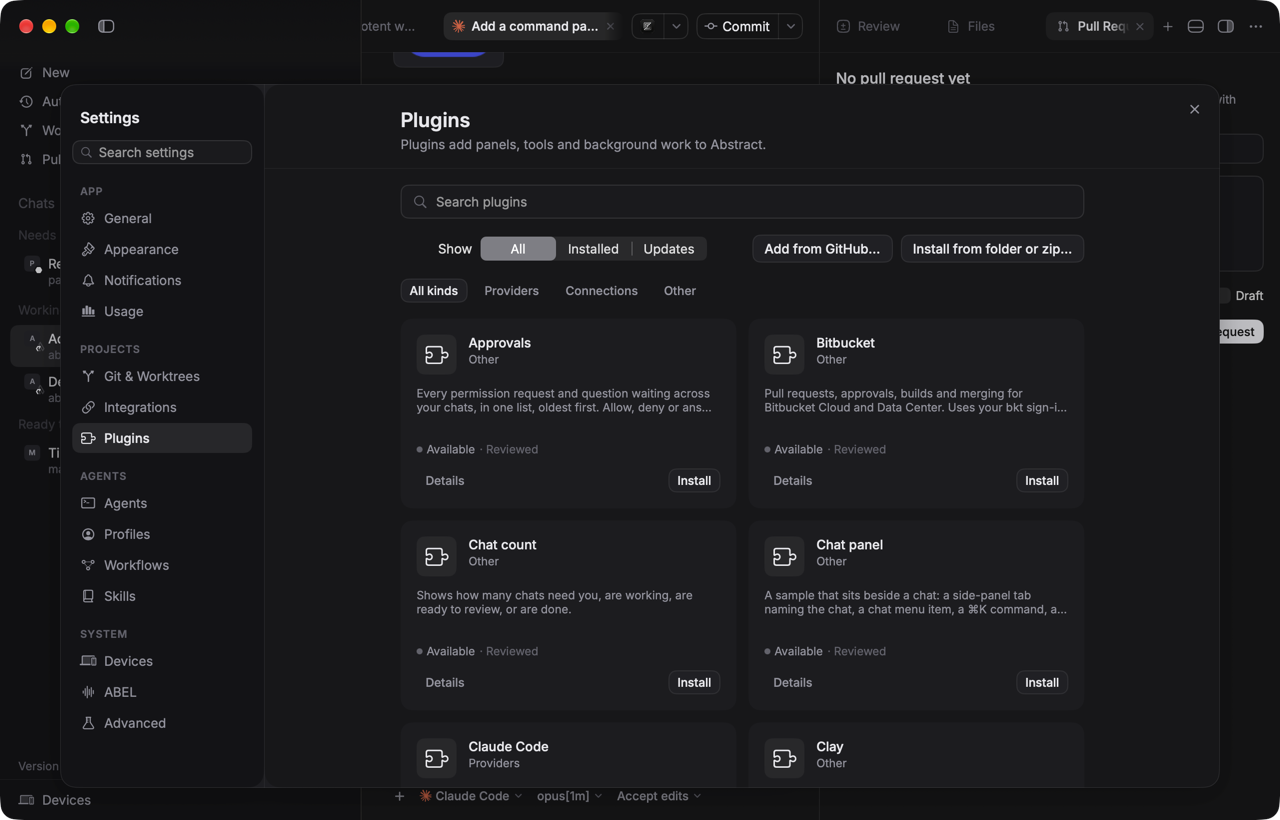 otent w...
Add a command pa...
Commit
Review
Files
Pull Req
New
No pull request yet
Chats
Version
Devices
Settings
Search settings
APP
General
Appearance
Notifications
Usage
PROJECTS
Git & Worktrees
Integrations
Plugins
AGENTS
Agents
Profiles
Workflows
Skills
SYSTEM
Devices
ABEL
Advanced
Plugins
Plugins add panels, tools and background work to Abstract.
Search plugins
Show
All
Installed
Updates
Add from GitHub...
Install from folder or zip...
All kinds
Providers
Connections
Other
Approvals
Other
Every permission request and question waiting across
your chats, in one list, oldest first. Allow, deny or ans...
Available · Reviewed
Details
Install
Bitbucket
Other
Pull requests, approvals, builds and merging for
Bitbucket Cloud and Data Center. Uses your bkt sign-i...
Available · Reviewed
Details
Install
Chat count
Other
Shows how many chats need you, are working, are
ready to review, or are done.
Available · Reviewed
Details
Install
Chat panel
Other
A sample that sits beside a chat: a side-panel tab
naming the chat, a chat menu item, a ⌘K command, a...
Available · Reviewed
Details
Install
Claude Code
Providers
Clay
Other
with
Draft
equest
Claude Code
opus[1m]
Accept edits